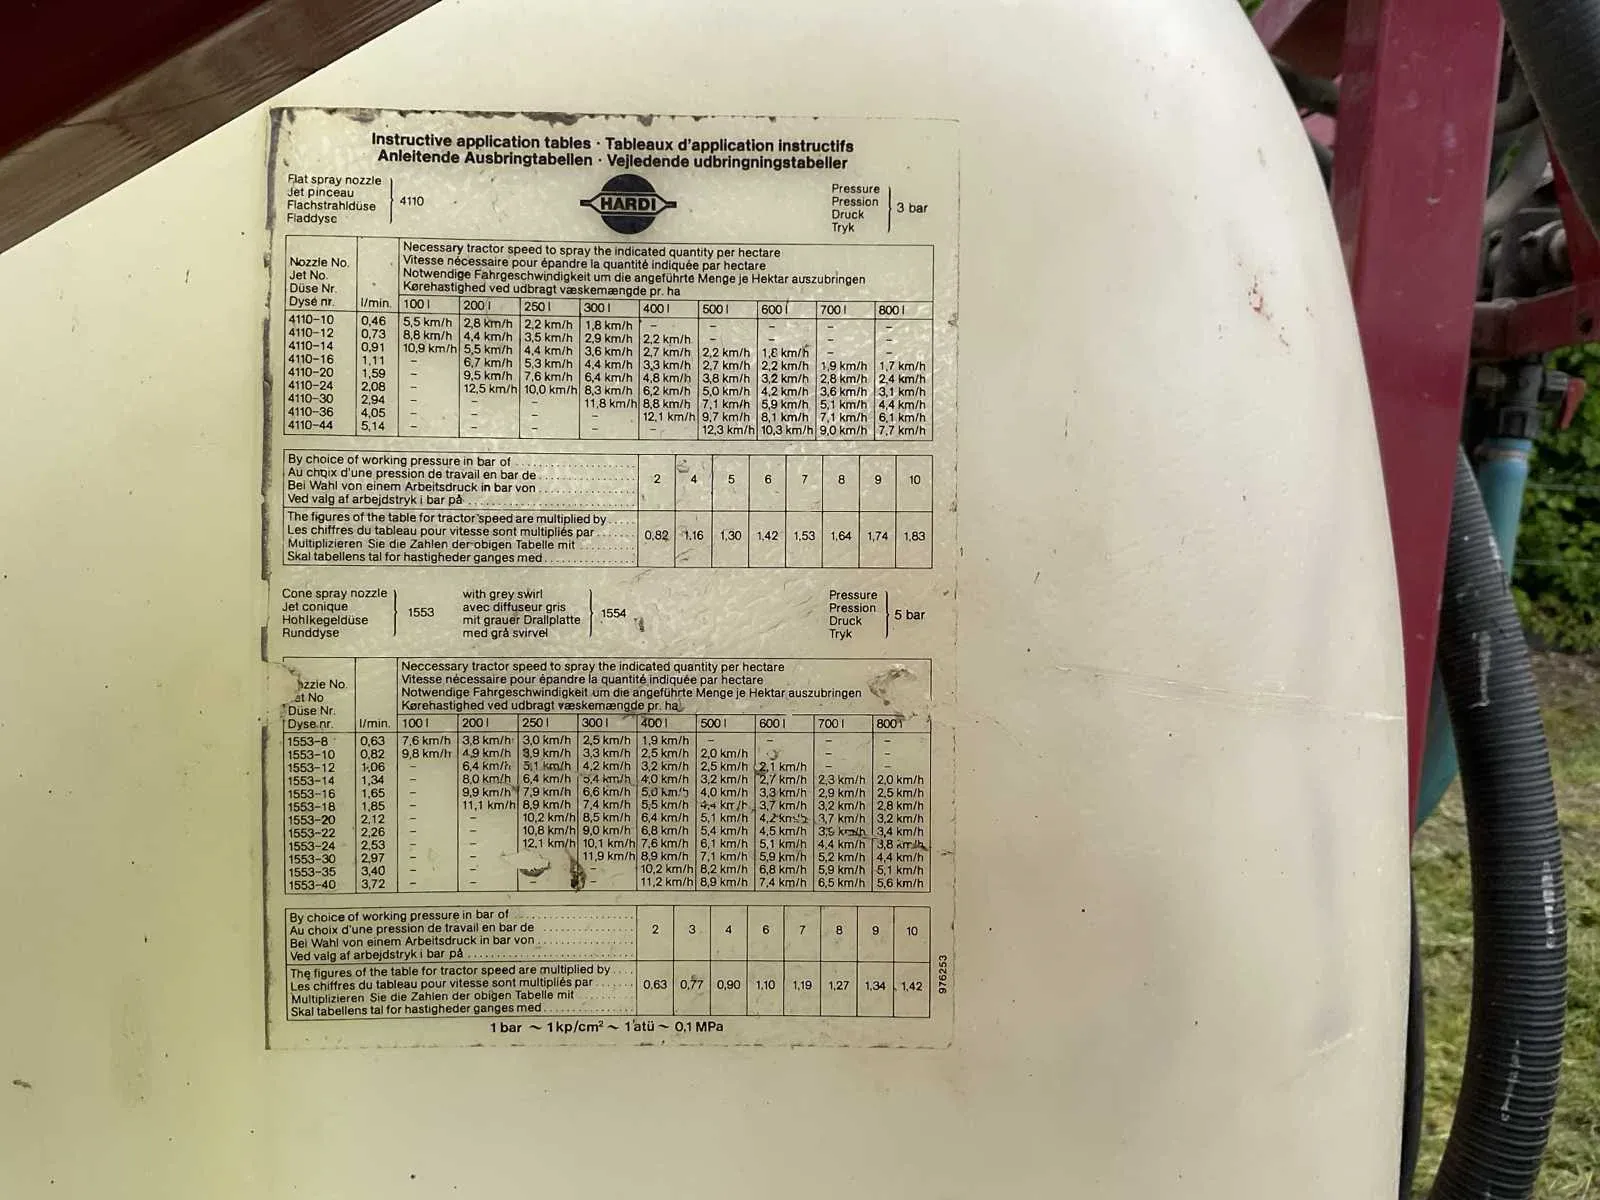 Instructive application tables · Tableaux d'application instructifs
Anleitende Ausbringtabellen · Vejledende udbringningstabeller
Flat spray nozzle
Jet pinceau
Flachstrahldüse
Fladdyse
4110
HARDI
Pressure
Pression
Druck
Tryk
3 bar
Necessary tractor speed to spray the indicated quantity per hectare
Vitesse nécessaire pour épandre la quantité indiquée par hectare
Notwendige Fahrgeschwindigkeit um die angeführte Menge je Hektar auszubringen
Kørehastighed ved udbragt væskemængde pr. ha
Nozzle No.
Jet No.
Düse Nr.
Dyse nr. l/min. 100 l 200 l 250 l 300 l 400 l 500 l 600 l 700 l 800 l
4110-10 0,46 5,5 km/h 2,8 km/h 2,2 km/h 1,8 km/h – – – – –
4110-12 0,73 8,8 km/h 4,4 km/h 3,5 km/h 2,9 km/h 2,2 km/h – – – –
4110-14 0,91 10,9 km/h 5,5 km/h 4,4 km/h 3,6 km/h 2,7 km/h 2,2 km/h 1,8 km/h – –
4110-16 1,11 – 6,7 km/h 5,3 km/h 4,4 km/h 3,3 km/h 2,7 km/h 2,2 km/h 1,9 km/h 1,7 km/h
4110-20 1,59 – 9,5 km/h 7,6 km/h 6,4 km/h 4,8 km/h 3,8 km/h 3,2 km/h 2,8 km/h 2,4 km/h
4110-24 2,08 – 12,5 km/h 10,0 km/h 8,3 km/h 6,2 km/h 5,0 km/h 4,2 km/h 3,6 km/h 3,1 km/h
4110-30 2,94 – – – 11,8 km/h 8,8 km/h 7,1 km/h 5,9 km/h 5,1 km/h 4,4 km/h
4110-36 4,05 – – – – 12,1 km/h 9,7 km/h 8,1 km/h 7,1 km/h 6,1 km/h
4110-44 5,14 – – – – – 12,3 km/h 10,3 km/h 9,0 km/h 7,7 km/h
By choice of working pressure in bar of
Au choix d'une pression de travail en bar de
Bei Wahl von einem Arbeitsdruck in bar von
Ved valg af arbejdstryk i bar på
2 4 5 6 7 8 9 10
The figures of the table for tractor speed are multiplied by
Les chiffres du tableau pour vitesse sont multipliés par
Multiplizieren Sie die Zahlen der obigen Tabelle mit
Skal tabellens tal for hastigheder ganges med
0,82 1,16 1,30 1,42 1,53 1,64 1,74 1,83
Cone spray nozzle
Jet conique
Hohlkegeldüse
Runddyse
1553
with grey swirl
avec diffuseur gris
mit grauer Drallplatte
med grå svirvel
1554
Pressure
Pression
Druck
Tryk
5 bar
Neccessary tractor speed to spray the indicated quantity per hectare
Vitesse nécessaire pour épandre la quantité indiquée par hectare
Notwendige Fahrgeschwindigkeit um die angeführte Menge je Hektar auszubringen
Kørehastighed ved udbragt væskemængde pr. ha
zzle No.
et No
Düse Nr.
Dyse nr. l/min. 100 l 200 l 250 l 300 l 400 l 500 l 600 l 700 l 800 l
1553-8 0,63 7,6 km/h 3,8 km/h 3,0 km/h 2,5 km/h 1,9 km/h – – – –
1553-10 0,82 9,8 km/h 4,9 km/h 3,9 km/h 3,3 km/h 2,5 km/h 2,0 km/h – –
1553-12 1,06 – 6,4 km/h 5,1 km/h 4,2 km/h 3,2 km/h 2,5 km/h 2,1 km/h – –
1553-14 1,34 – 8,0 km/h 6,4 km/h 5,4 km/h 4,0 km/h 3,2 km/h 2,7 km/h 2,3 km/h 2,0 km/h
1553-16 1,65 – 9,9 km/h 7,9 km/h 6,6 km/h 5,0 km/h 4,0 km/h 3,3 km/h 2,9 km/h 2,5 km/h
1553-18 1,85 – 11,1 km/h 8,9 km/h 7,4 km/h 5,5 km/h 4,4 km/h 3,7 km/h 3,2 km/h 2,8 km/h
1553-20 2,12 – – 10,2 km/h 8,5 km/h 6,4 km/h 5,1 km/h 4,2 km/h 3,7 km/h 3,2 km/h
1553-22 2,26 – – 10,8 km/h 9,0 km/h 6,8 km/h 5,4 km/h 4,5 km/h 3,9 km/h 3,4 km/h
1553-24 2,53 – – 12,1 km/h 10,1 km/h 7,6 km/h 6,1 km/h 5,1 km/h 4,4 km/h 3,8 km/h
1553-30 2,97 – – 11,9 km/h 8,9 km/h 7,1 km/h 5,9 km/h 5,2 km/h 4,4 km/h
1553-35 3,40 – – – 10,2 km/h 8,2 km/h 6,8 km/h 5,9 km/h 5,1 km/h
1553-40 3,72 – – – – 11,2 km/h 8,9 km/h 7,4 km/h 6,5 km/h 5,6 km/h
By choice of working pressure in bar of
Au choix d'une pression de travail en bar de
Bei Wahl von einem Arbeitsdruck in bar von
Ved valg af arbejdstryk i bar på
2 3 4 6 7 8 9 10
The figures of the table for tractor speed are multiplied by
Les chiffres du tableau pour vitesse sont multipliés par
Multiplizieren Sie die Zahlen der obigen Tabelle mit
Skal tabellens tal for hastigheder ganges med
0,63 0,77 0,90 1,10 1,19 1,27 1,34 1,42
976253
1 bar ~ 1 kp/cm² ~ 1 atü ~ 0,1 MPa